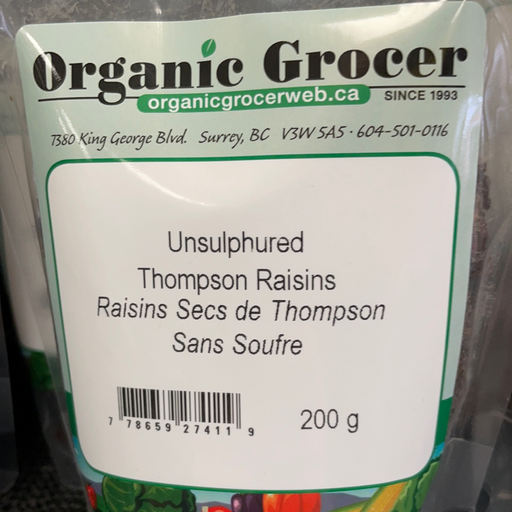 Organic Grocer
organicgrocerweb.ca SINCE 1993
7380 King George Blvd. Surrey, BC V3W 5A5 · 604-501-0116
Unsulphured
Thompson Raisins
Raisins Secs de Thompson
Sans Soufre
7 78659 27411 9
200 g